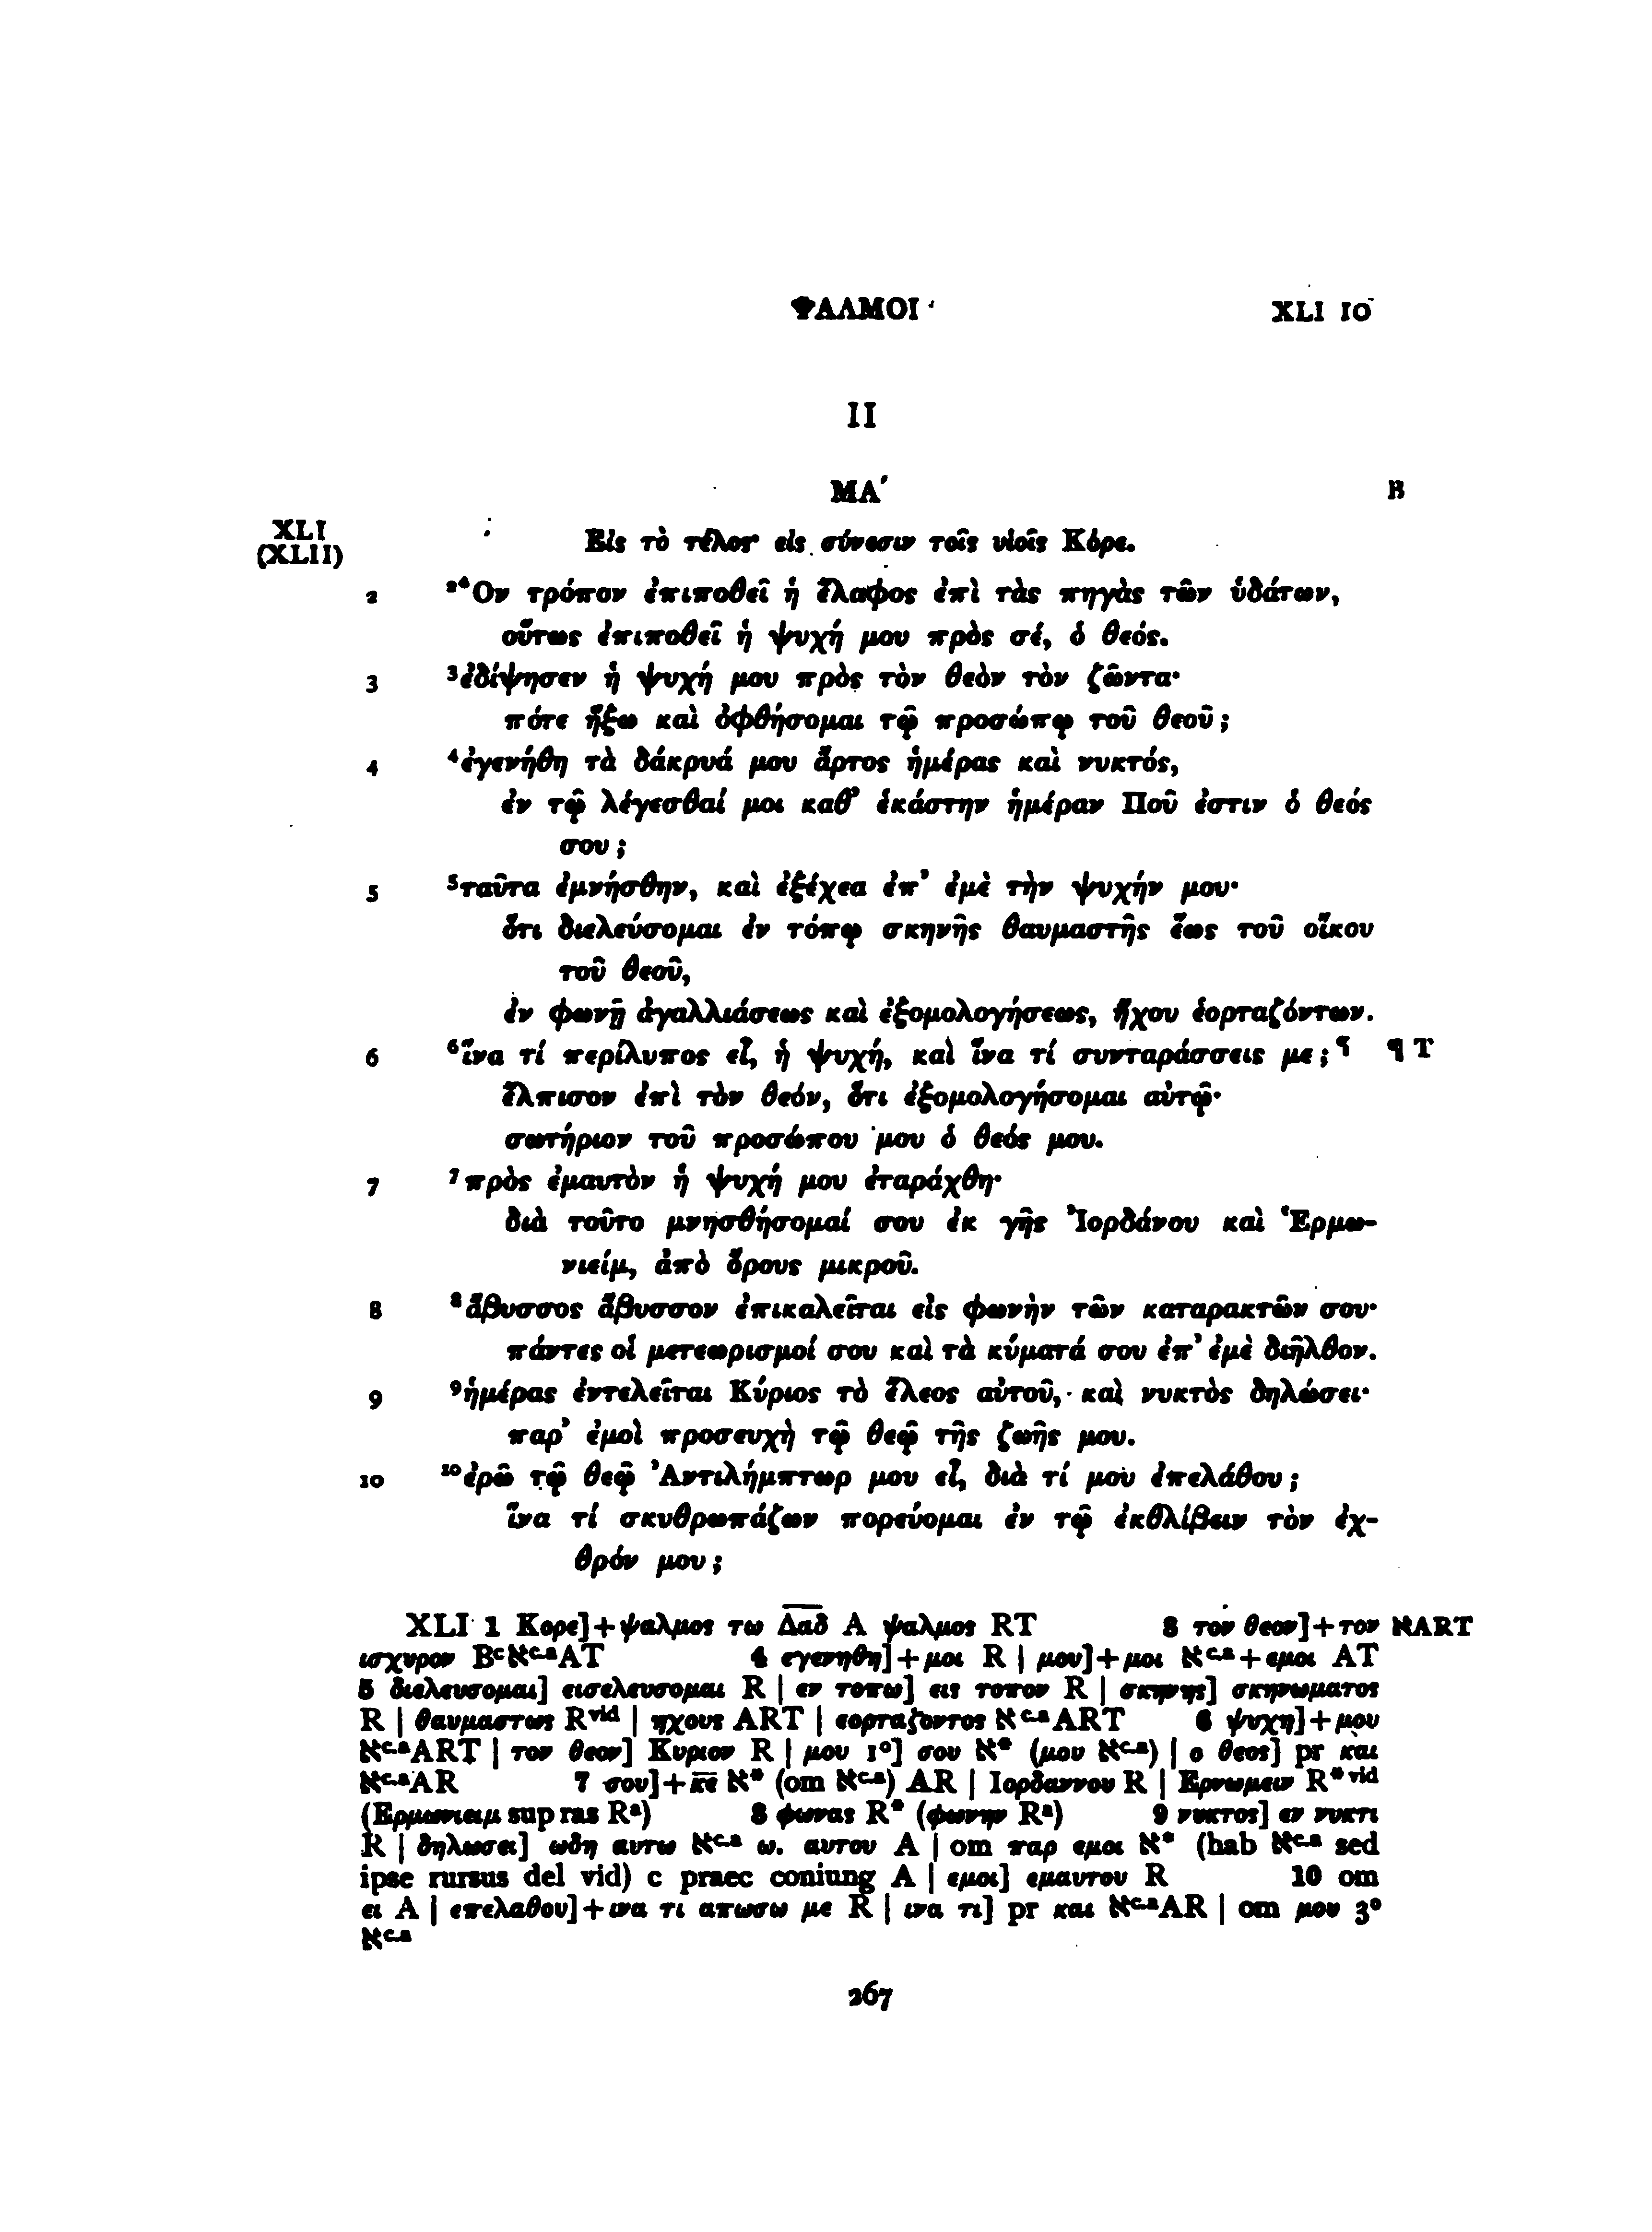 ΨΑΛΜΟΙ XLI 10
II
ΜΑ´ B
XLI
(XLII)
Εἰς τὸ τέλος· εἰς σύνεσιν τοῖς υἱοῖς Κόρε.
2 ²Ὃν τρόπον ἐπιποθεῖ ἡ ἔλαφος ἐπὶ τὰς πηγὰς τῶν ὑδάτων,
οὕτως ἐπιποθεῖ ἡ ψυχή μου πρὸς σέ, ὁ θεός.
3 ³ἐδίψησεν ἡ ψυχή μου πρὸς τὸν θεὸν τὸν ζῶντα·
πότε ἥξω καὶ ὀφθήσομαι τῷ προσώπῳ τοῦ θεοῦ;
4 ⁴ἐγενήθη τὰ δάκρυά μου ἄρτος ἡμέρας καὶ νυκτός,
ἐν τῷ λέγεσθαί μοι καθ᾽ ἑκάστην ἡμέραν Ποῦ ἐστιν ὁ θεός
σου;
5 ⁵ταῦτα ἐμνήσθην, καὶ ἐξέχεα ἐπ᾽ ἐμὲ τὴν ψυχήν μου·
ὅτι διελεύσομαι ἐν τόπῳ σκηνῆς θαυμαστῆς ἕως τοῦ οἴκου
τοῦ θεοῦ,
ἐν φωνῇ ἀγαλλιάσεως καὶ ἐξομολογήσεως, ἤχου ἑορταζόντων.
6 ⁶ἵνα τί περίλυπος εἶ, ἡ ψυχή, καὶ ἵνα τί συνταράσσεις με;¶ ¶ T
ἔλπισον ἐπὶ τὸν θεόν, ὅτι ἐξομολογήσομαι αὐτῷ·
σωτήριον τοῦ προσώπου μου ὁ θεός μου.
7 ⁷πρὸς ἐμαυτὸν ἡ ψυχή μου ἐταράχθη·
διὰ τοῦτο μνησθήσομαί σου ἐκ γῆς Ἰορδάνου καὶ Ἑρμω-
νιείμ, ἀπὸ ὄρους μικροῦ.
8 ⁸ἄβυσσος ἄβυσσον ἐπικαλεῖται εἰς φωνὴν τῶν καταρακτῶν σου·
πάντες οἱ μετεωρισμοί σου καὶ τὰ κύματά σου ἐπ᾽ ἐμὲ διῆλθον.
9 ⁹ἡμέρας ἐντελεῖται Κύριος τὸ ἔλεος αὐτοῦ, καὶ νυκτὸς δηλώσει·
παρ᾽ ἐμοὶ προσευχὴ τῷ θεῷ τῆς ζωῆς μου.
10 ¹⁰ἐρῶ τῷ θεῷ Ἀντιλήμπτωρ μου εἶ, διὰ τί μου ἐπελάθου;
ἵνα τί σκυθρωπάζων πορεύομαι ἐν τῷ ἐκθλίβειν τὸν ἐχ-
θρόν μου;
XLI 1 Κορε]+ψαλμος τω Δ̅α̅δ̅ A ψαλμος RT 3 τον θεον]+τον ℵART
ισχυρον Bᶜℵᶜ·ᵃAT 4 εγενηθη]+μοι R | μου]+μοι ℵᶜ·ᵃ+εμοι AT
5 διελευσομαι] εισελευσομαι R | εν τοπω] εις τοπον R | σκηνης] σκηνωματος
R | θαυμαστως Rᵛⁱᵈ | ηχους ART | εορταζοντος ℵᶜ·ᵃART 6 ψυχη]+μου
ℵᶜ·ᵃART | τον θεον] Κυριον R | μου 1°] σου ℵ* (μου ℵᶜ·ᵃ) | ο θεος] pr και
ℵᶜ·ᵃAR 7 σου]+κ̅ε̅ ℵ* (om ℵᶜ·ᵃ) AR | Ιορδαννου R | Ερνωμειν R*ᵛⁱᵈ
(Ερμωνιειμ sup ras Rᵃ) 8 φωνας R* (φωνην Rᵃ) 9 νυκτος] εν νυκτι
R | δηλωσει] ωδη αυτω ℵᶜ·ᵃ ω. αυτου A | om παρ εμοι ℵ* (hab ℵᶜ·ᵃ sed
ipse rursus del vid) c praec coniung A | εμοι] εμαυτου R 10 om
ει A | επελαθου]+ινα τι απωσω με R | ινα τι] pr και ℵᶜ·ᵃAR | om μου 3°
ℵᶜ·ᵃ
267